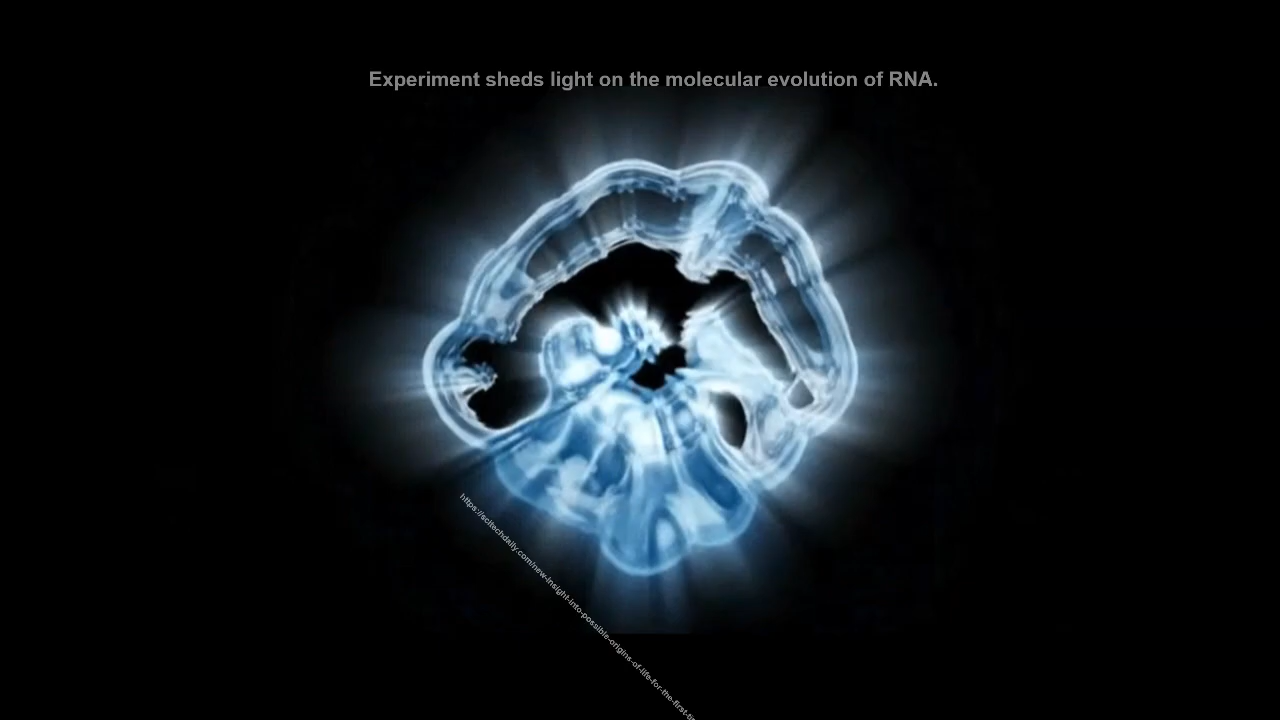 Experiment sheds light on the molecular evolution of RNA.
https://scitechdaily.com/new-insight-into-possible-origins-of-life-for-the-first-